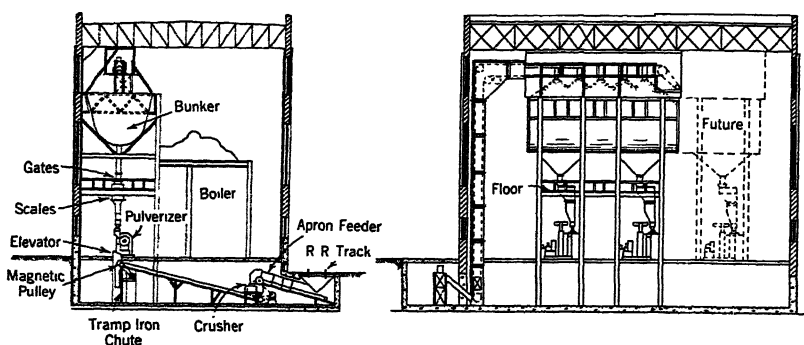 Bunker
Gates
Boiler
Scales
Pulverizer
Elevator
Apron Feeder
R R Track
Magnetic
Pulley
Tramp Iron
Chute
Crusher
Future
Floor